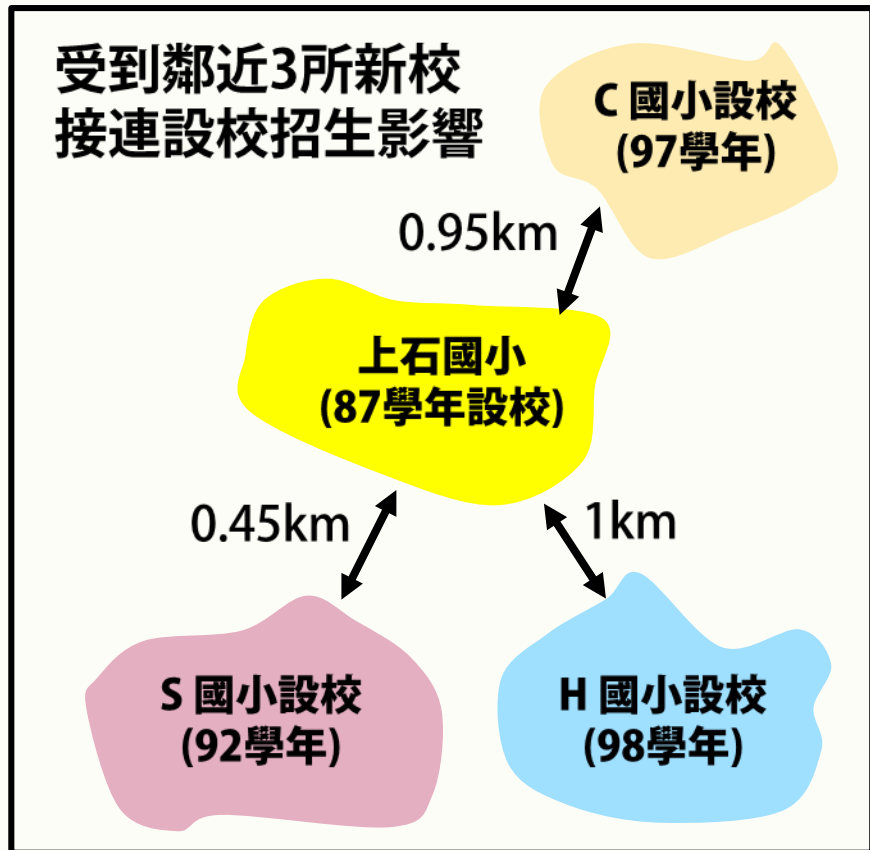 受到鄰近3所新校
接連設校招生影響
C 國小設校
(97學年)
0.95km
上石國小
(87學年設校)
0.45km
1km
S 國小設校
(92學年)
H 國小設校
(98學年)